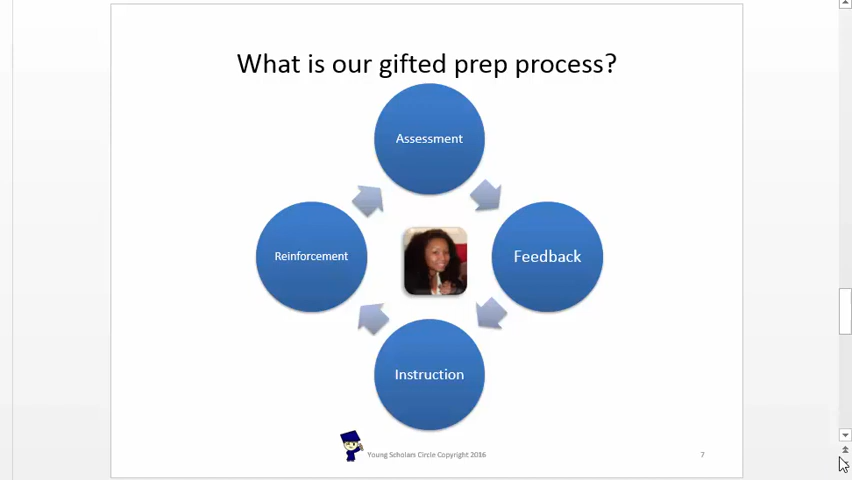 What is our gifted prep process?
Assessment
Reinforcement
Feedback
Instruction
Young Scholars Circle Copyright 2016
7